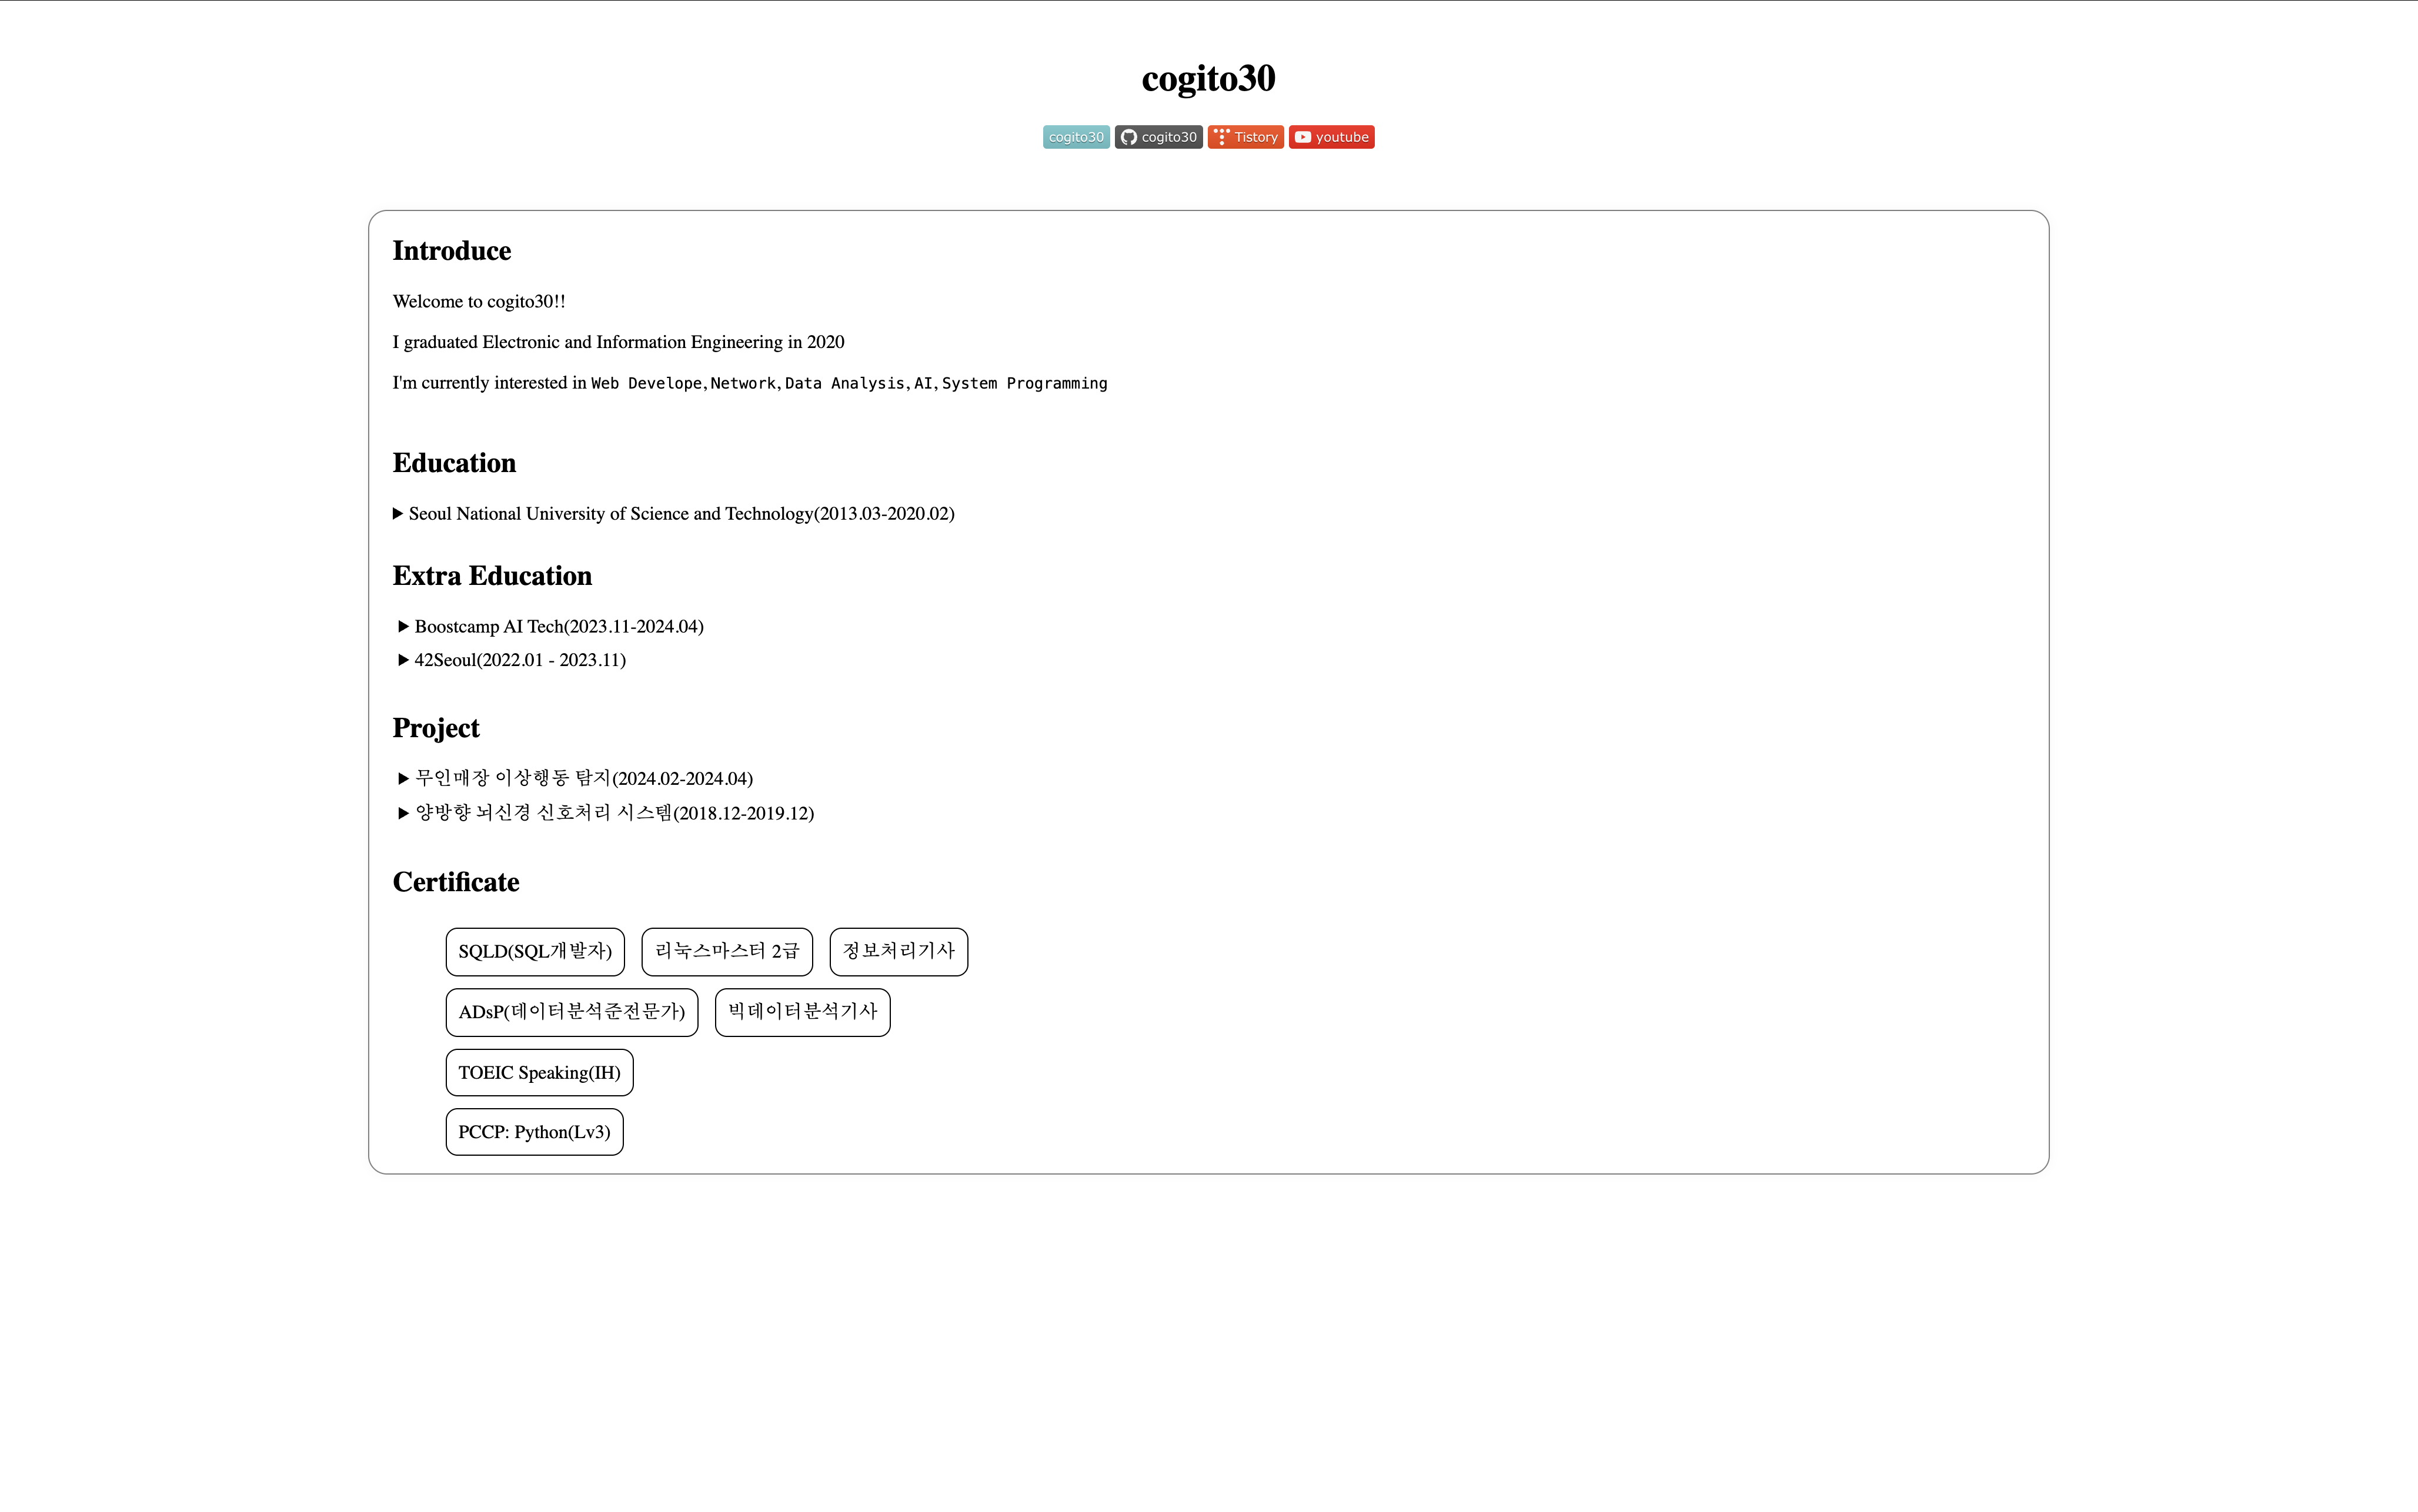 cogito30
cogito30 cogito30 Tistory youtube
Introduce
Welcome to cogito30!!
I graduated Electronic and Information Engineering in 2020
I'm currently interested in Web Develope, Network, Data Analysis, AI, System Programming
Education
▶ Seoul National University of Science and Technology(2013.03-2020.02)
Extra Education
▶ Boostcamp AI Tech(2023.11-2024.04)
▶ 42Seoul(2022.01 - 2023.11)
Project
▶ 무인매장 이상행동 탐지(2024.02-2024.04)
▶ 양방향 뇌신경 신호처리 시스템(2018.12-2019.12)
Certificate
SQLD(SQL개발자) 리눅스마스터 2급 정보처리기사
ADsP(데이터분석준전문가) 빅데이터분석기사
TOEIC Speaking(IH)
PCCP: Python(Lv3)